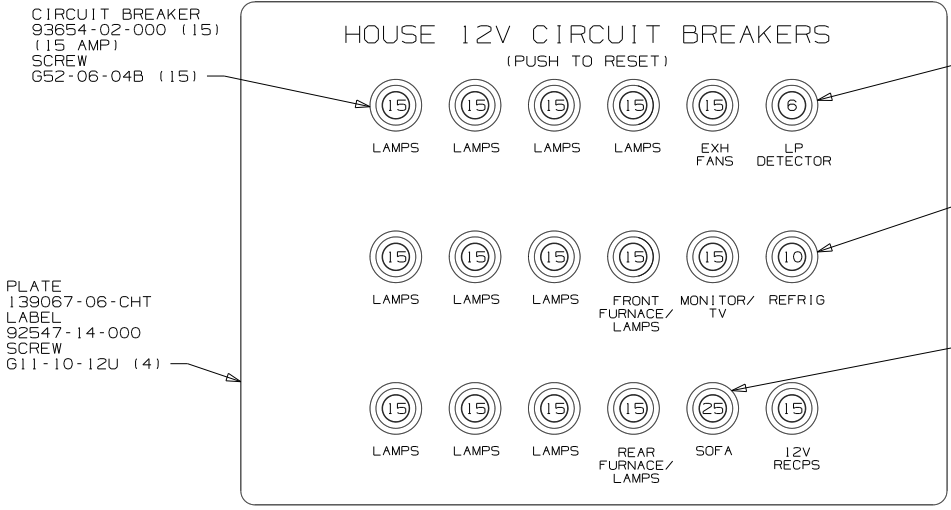 CIRCUIT BREAKER
93654-02-000 (15)
(15 AMP)
SCREW
G52-06-04B (15)
HOUSE 12V CIRCUIT BREAKERS
(PUSH TO RESET)
15 15 15 15 15 6
LAMPS LAMPS LAMPS LAMPS EXH LP
FANS DETECTOR
15 15 15 15 15 10
LAMPS LAMPS LAMPS FRONT MONITOR/ REFRIG
FURNACE/ TV
LAMPS
PLATE
139067-06-CHT
LABEL
92547-14-000
SCREW
G11-10-12U (4)
15 15 15 15 25 15
LAMPS LAMPS LAMPS REAR SOFA 12V
FURNACE/ RECPS
LAMPS